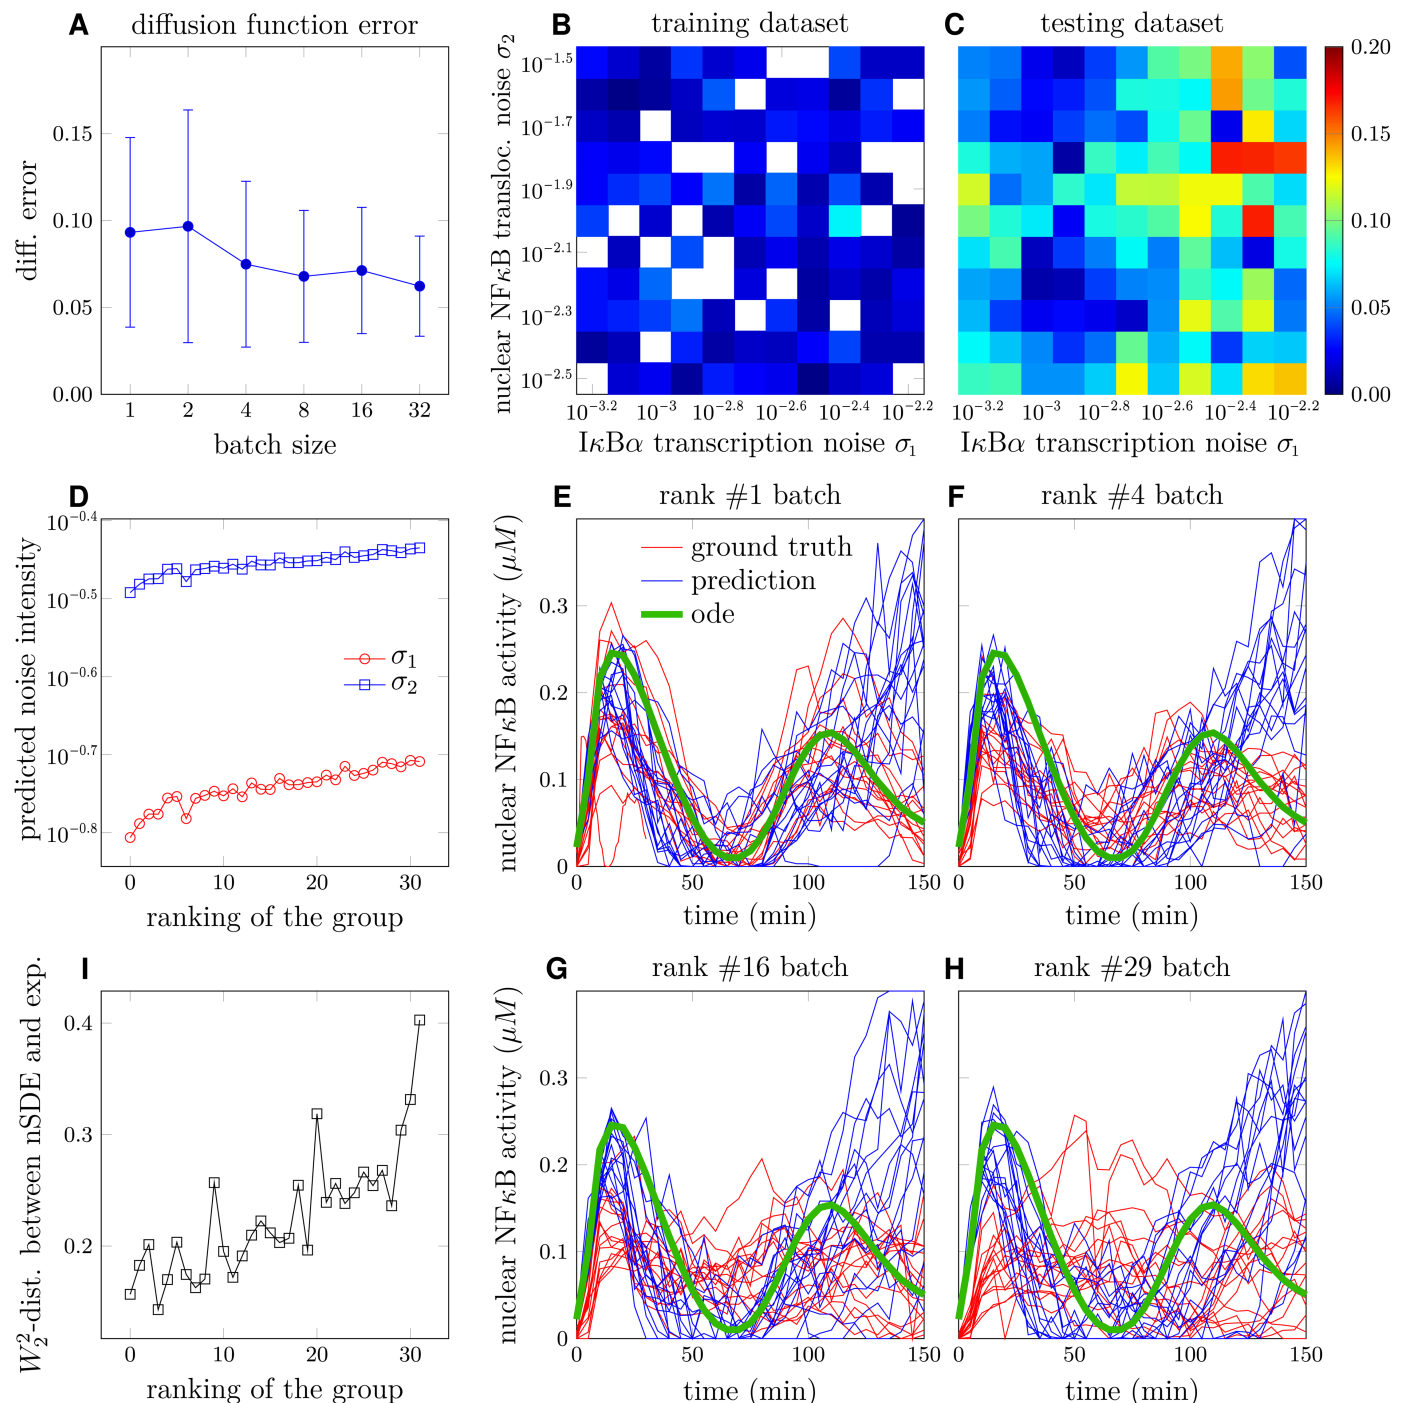 A diffusion function error
diff. error
0.15
0.10
0.05
0.00
1 2 4 8 16 32
batch size
B training dataset
nuclear NFκB transloc. noise σ₂
10^−1.5
10^−1.7
10^−1.9
10^−2.1
10^−2.3
10^−2.5
10^−3.2 10^−3 10^−2.8 10^−2.6 10^−2.4 10^−2.2
IκBα transcription noise σ₁
C testing dataset
10^−3.2 10^−3 10^−2.8 10^−2.6 10^−2.4 10^−2.2
IκBα transcription noise σ₁
0.20
0.15
0.10
0.05
0.00
D
predicted noise intensity
10^−0.4
10^−0.5
10^−0.6
10^−0.7
10^−0.8
σ₁
σ₂
0 10 20 30
ranking of the group
E rank #1 batch
nuclear NFκB activity (μM)
ground truth
prediction
ode
0.3
0.2
0.1
0
0 50 100 150
time (min)
F rank #4 batch
0 50 100 150
time (min)
I
W₂²-dist. between nSDE and exp.
0.4
0.3
0.2
0 10 20 30
ranking of the group
G rank #16 batch
nuclear NFκB activity (μM)
0.3
0.2
0.1
0
0 50 100 150
time (min)
H rank #29 batch
0 50 100 150
time (min)